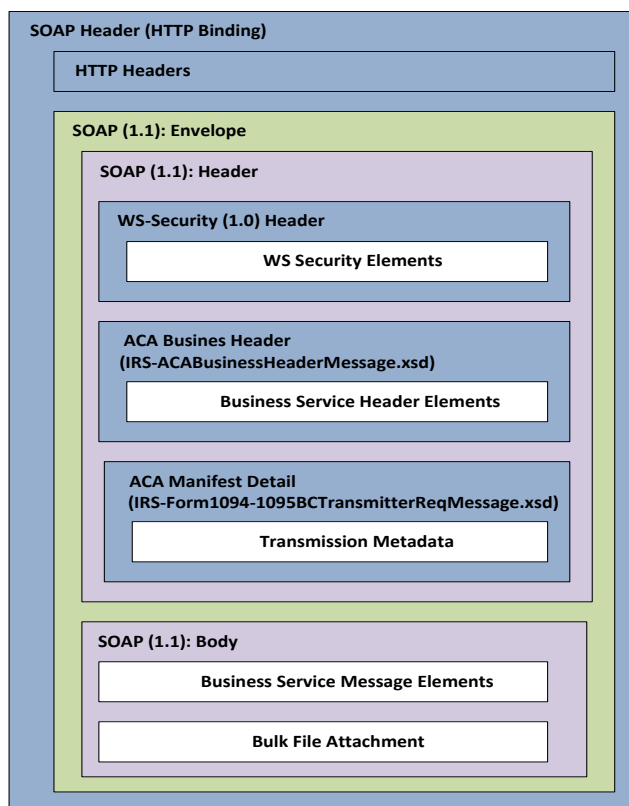 SOAP Header (HTTP Binding)
HTTP Headers
SOAP (1.1): Envelope
SOAP (1.1): Header
WS-Security (1.0) Header
WS Security Elements
ACA Busines Header
(IRS-ACABusinessHeaderMessage.xsd)
Business Service Header Elements
ACA Manifest Detail
(IRS-Form1094-1095BCTransmitterReqMessage.xsd)
Transmission Metadata
SOAP (1.1): Body
Business Service Message Elements
Bulk File Attachment